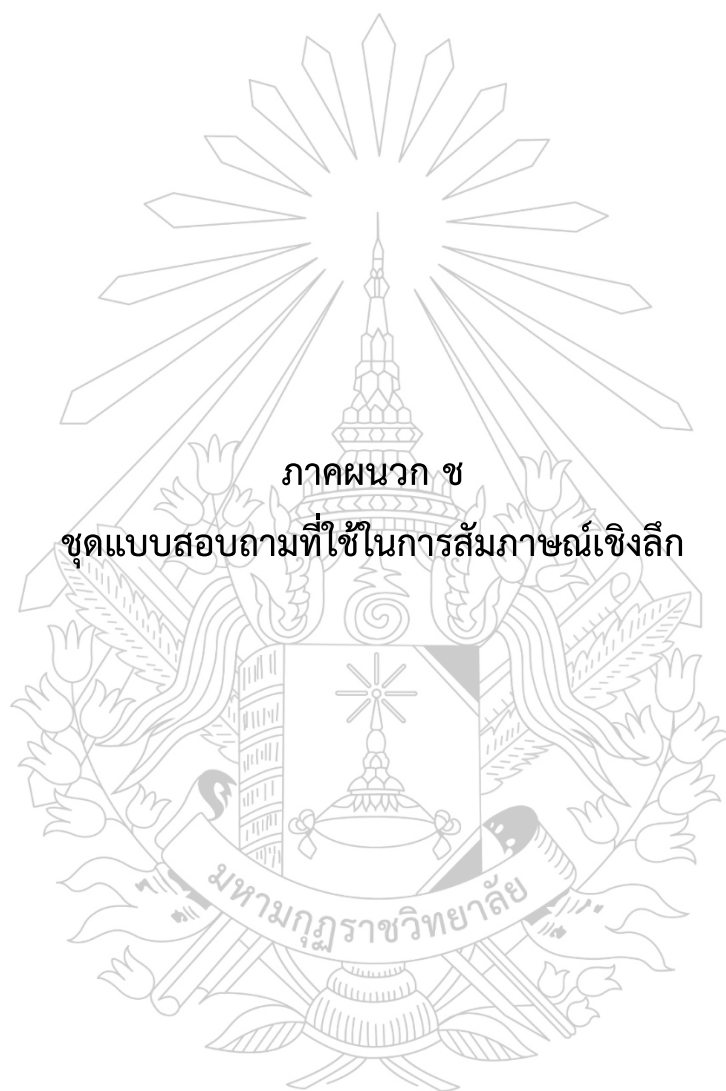 ภาคผนวก ช
ชุดแบบสอบถามที่ใช้ในการสัมภาษณ์เชิงลึก
มหามกุฏราชวิทยาลัย